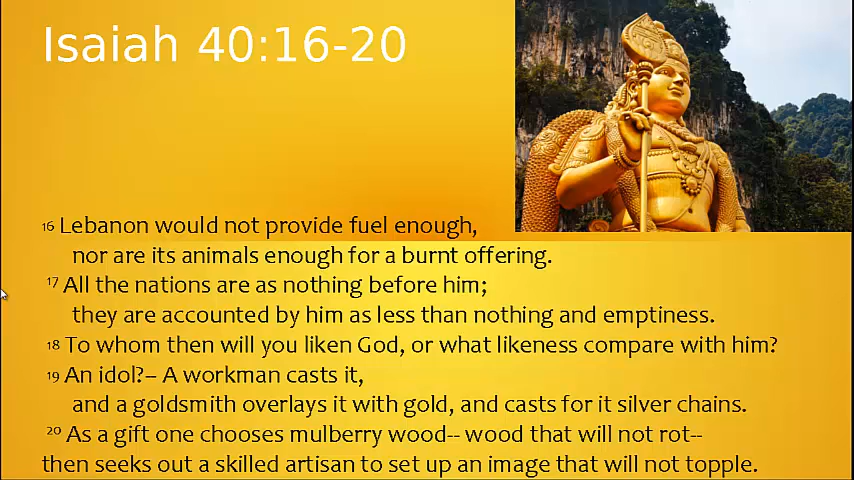 Isaiah 40:16-20
16 Lebanon would not provide fuel enough,
nor are its animals enough for a burnt offering.
17 All the nations are as nothing before him;
they are accounted by him as less than nothing and emptiness.
18 To whom then will you liken God, or what likeness compare with him?
19 An idol?– A workman casts it,
and a goldsmith overlays it with gold, and casts for it silver chains.
20 As a gift one chooses mulberry wood-- wood that will not rot--
then seeks out a skilled artisan to set up an image that will not topple.